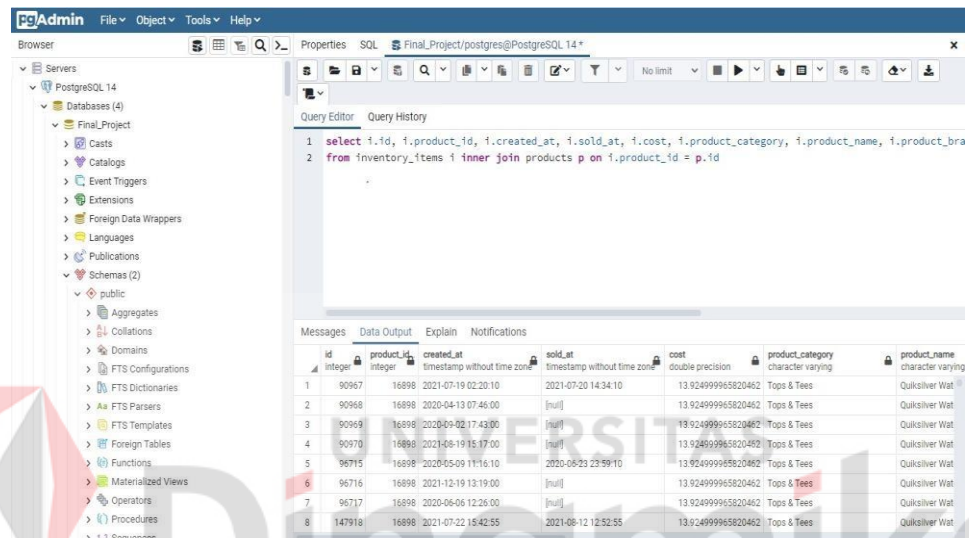 pgAdmin File Object Tools Help
Browser
Properties SQL Final_Project/postgres@PostgreSQL 14 *
Servers
PostgreSQL 14
Databases (4)
Final_Project
Casts
Catalogs
Event Triggers
Extensions
Foreign Data Wrappers
Languages
Publications
Schemas (2)
public
Aggregates
Collations
Domains
FTS Configurations
FTS Dictionaries
FTS Parsers
FTS Templates
Foreign Tables
Functions
Materialized Views
Operators
Procedures
Sequences
No limit
Query Editor Query History
1 select i.id, i.product_id, i.created_at, i.sold_at, i.cost, i.product_category, i.product_name, i.product_bra
2 from inventory_items i inner join products p on i.product_id = p.id
Messages Data Output Explain Notifications
id product_id created_at sold_at cost product_category product_name
integer integer timestamp without time zone timestamp without time zone double precision character varying character varying
1 90967 16898 2021-07-19 02:20:10 2021-07-20 14:34:10 13.924999965820462 Tops & Tees Quiksilver Wat
2 90968 16898 2020-04-13 07:46:00 [null] 13.924999965820462 Tops & Tees Quiksilver Wat
3 90969 16898 2020-09-02 17:43:00 [null] 13.924999965820462 Tops & Tees Quiksilver Wat
4 90970 16898 2021-08-19 15:17:00 [null] 13.924999965820462 Tops & Tees Quiksilver Wat
5 96715 16898 2020-05-09 11:16:10 2020-06-23 23:59:10 13.924999965820462 Tops & Tees Quiksilver Wat
6 96716 16898 2021-12-19 13:19:00 [null] 13.924999965820462 Tops & Tees Quiksilver Wat
7 96717 16898 2020-06-06 12:26:00 [null] 13.924999965820462 Tops & Tees Quiksilver Wat
8 147918 16898 2021-07-22 15:42:55 2021-08-12 12:52:55 13.924999965820462 Tops & Tees Quiksilver Wat
UNIVERSITAS